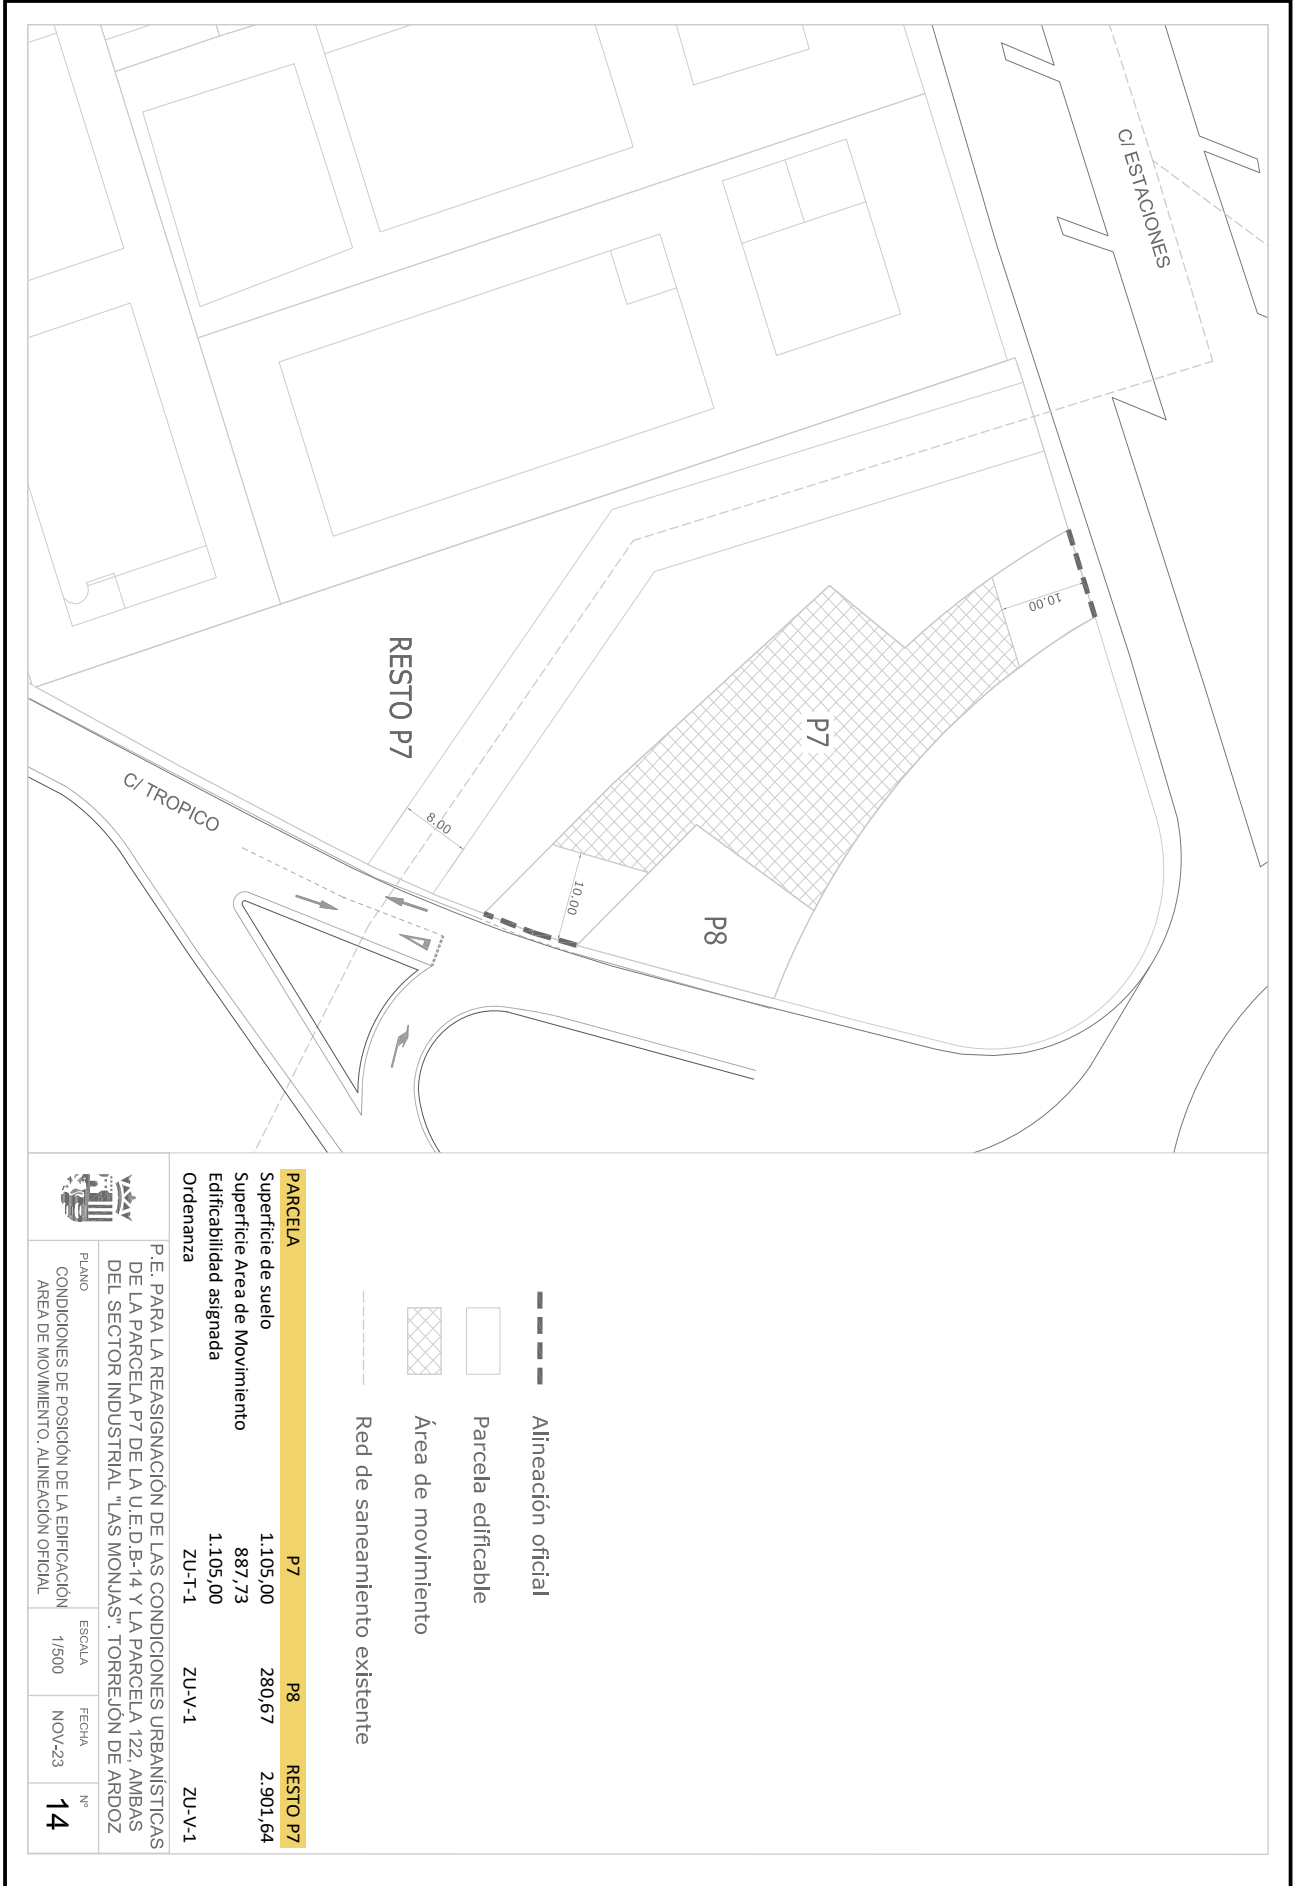 C/ ESTACIONES
10.00
P7
RESTO P7
8.00
10.00
P8
C/ TROPICO
Alineación oficial
Parcela edificable
Área de movimiento
Red de saneamiento existente
PARCELA P7 P8 RESTO P7
Superficie de suelo 1.105,00 280,67 2.901,64
Superficie Area de Movimiento 887,73
Edificabilidad asignada 1.105,00
Ordenanza ZU-T-1 ZU-V-1 ZU-V-1
P.E. PARA LA REASIGNACIÓN DE LAS CONDICIONES URBANÍSTICAS
DE LA PARCELA P7 DE LA U.E.D.B-14 Y LA PARCELA 122, AMBAS
DEL SECTOR INDUSTRIAL "LAS MONJAS". TORREJÓN DE ARDOZ
PLANO
CONDICIONES DE POSICIÓN DE LA EDIFICACIÓN
AREA DE MOVIMIENTO. ALINEACIÓN OFICIAL
ESCALA
1/500
FECHA
NOV-23
Nº
14